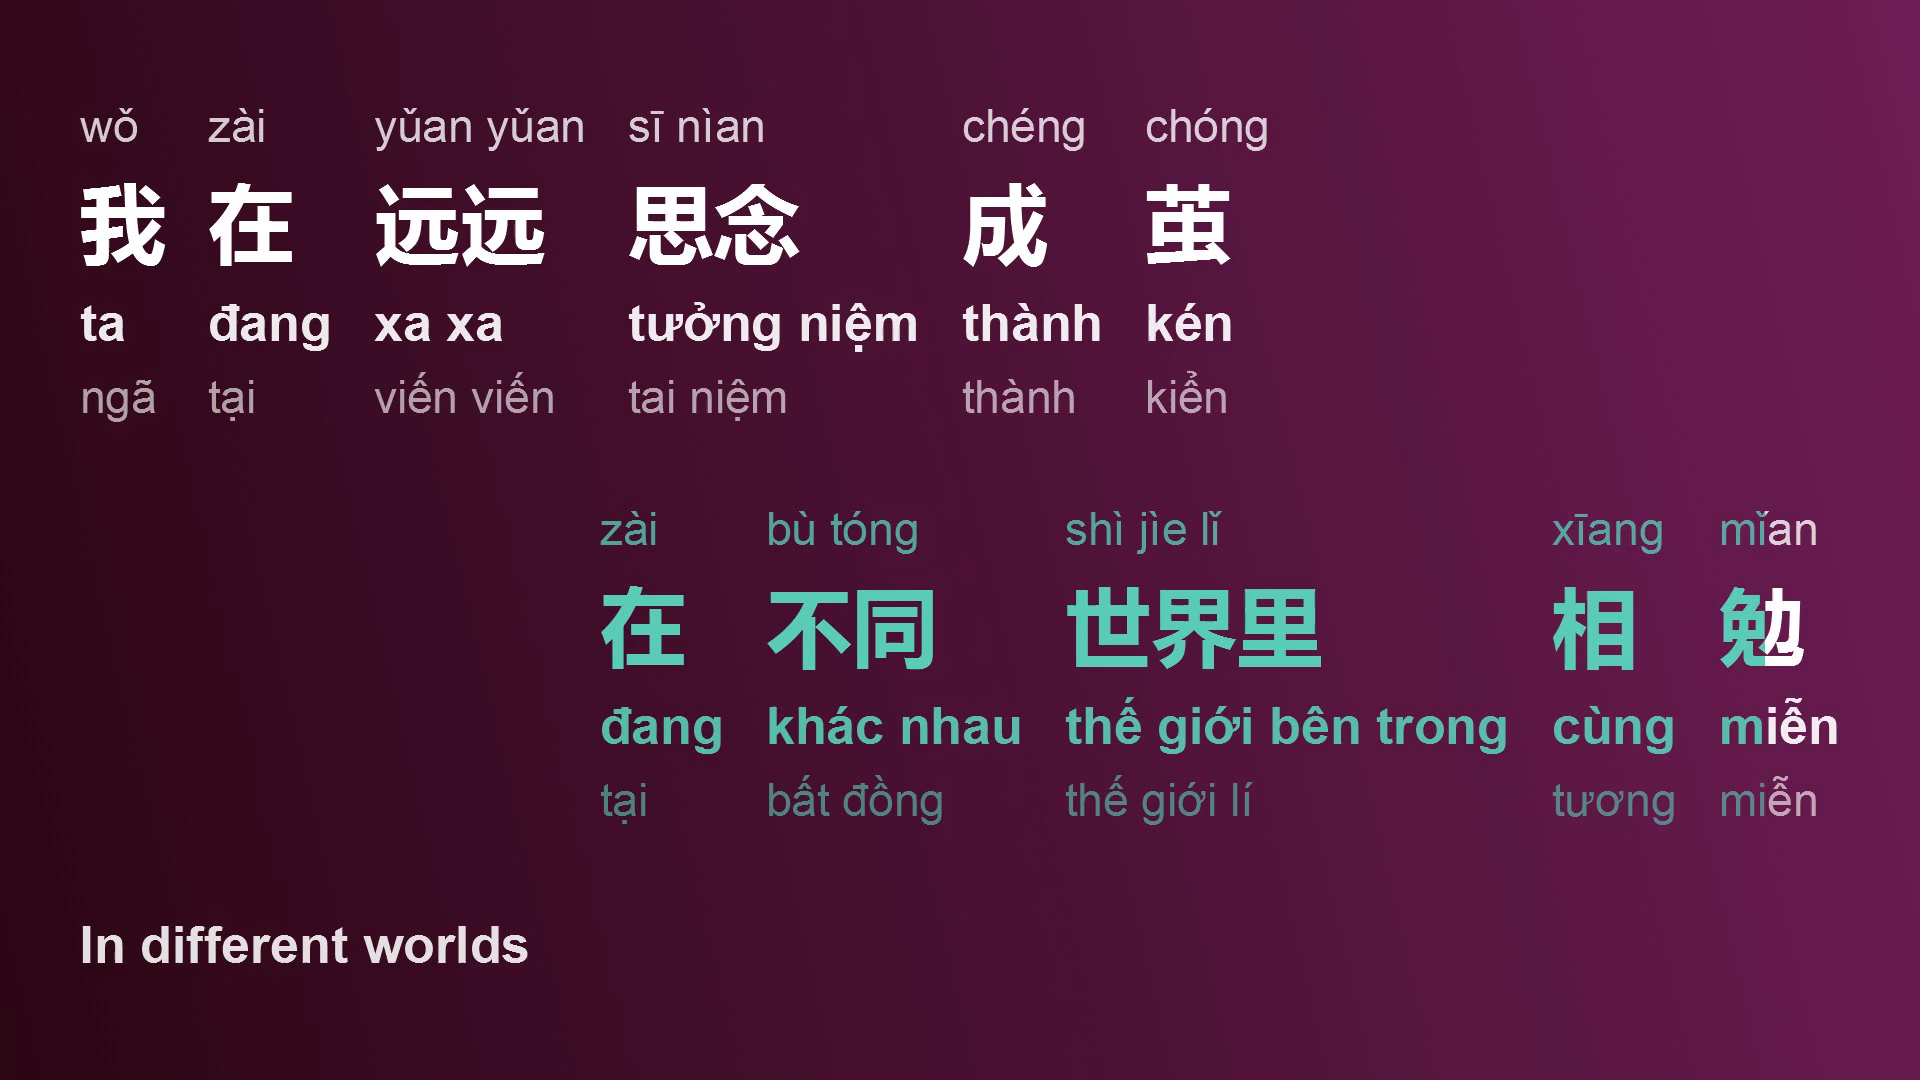 wǒ zài yǔan yǔan sī nìan chéng chóng
我 在 远远 思念 成 茧
ta đang xa xa tưởng niệm thành kén
ngã tại viến viến tai niệm thành kiển
zài bù tóng shì jìe lǐ xīang mǐan
在 不同 世界里 相 勉
đang khác nhau thế giới bên trong cùng miễn
tại bất đồng thế giới lí tương miễn
In different worlds